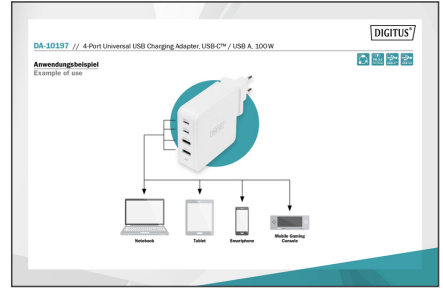 DIGITUS®
DA-10197 // 4-Port Universal USB Charging Adapter, USB-C™ / USB A, 100 W
Anwendungsbeispiel
Example of use
DIGITUS
Notebook
Tablet
Smartphone
Mobile Gaming
Console